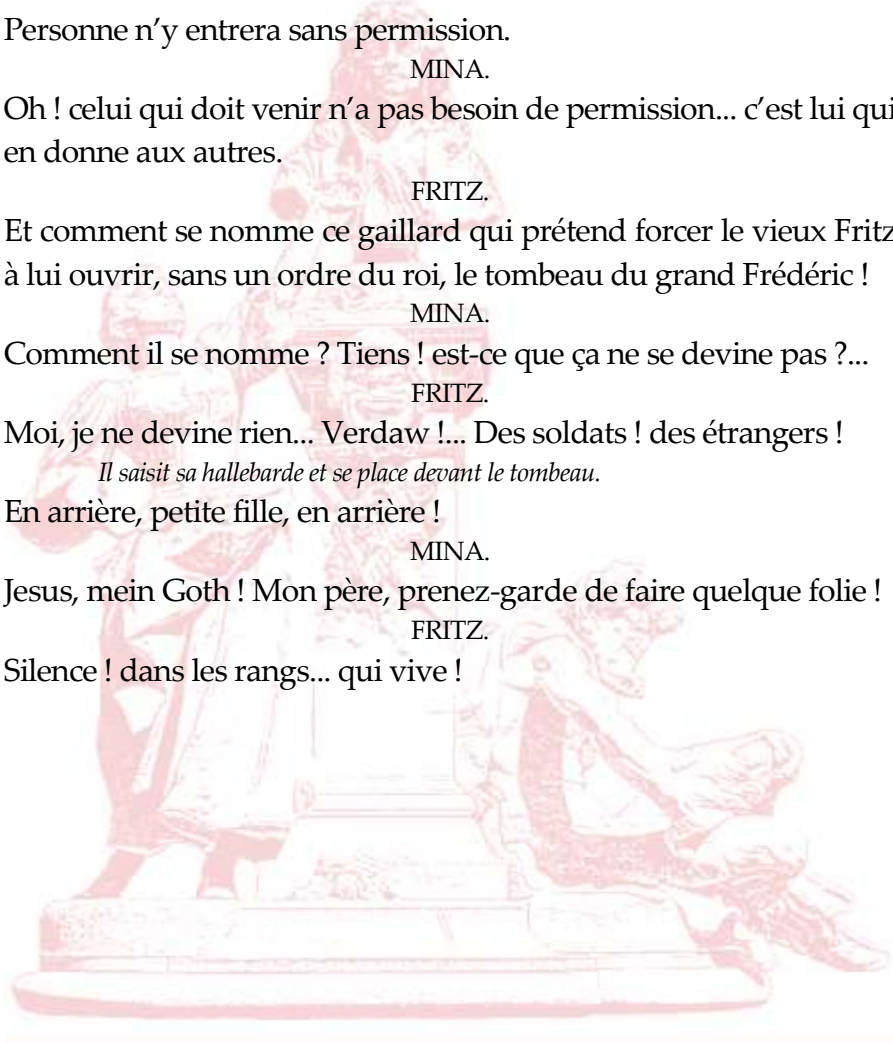 Personne n’y entrera sans permission.
MINA.
Oh ! celui qui doit venir n’a pas besoin de permission... c’est lui qui
en donne aux autres.
FRITZ.
Et comment se nomme ce gaillard qui prétend forcer le vieux Fritz
à lui ouvrir, sans un ordre du roi, le tombeau du grand Frédéric !
MINA.
Comment il se nomme ? Tiens ! est-ce que ça ne se devine pas ?...
FRITZ.
Moi, je ne devine rien... Verdaw !... Des soldats ! des étrangers !
Il saisit sa hallebarde et se place devant le tombeau.
En arrière, petite fille, en arrière !
MINA.
Jesus, mein Goth ! Mon père, prenez-garde de faire quelque folie !
FRITZ.
Silence ! dans les rangs... qui vive !